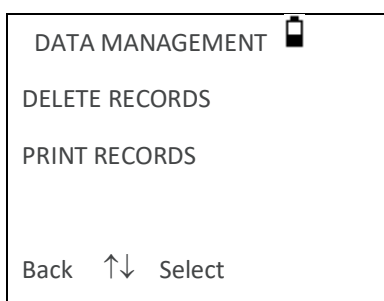 DATA MANAGEMENT
DELETE RECORDS
PRINT RECORDS
Back ↑↓ Select